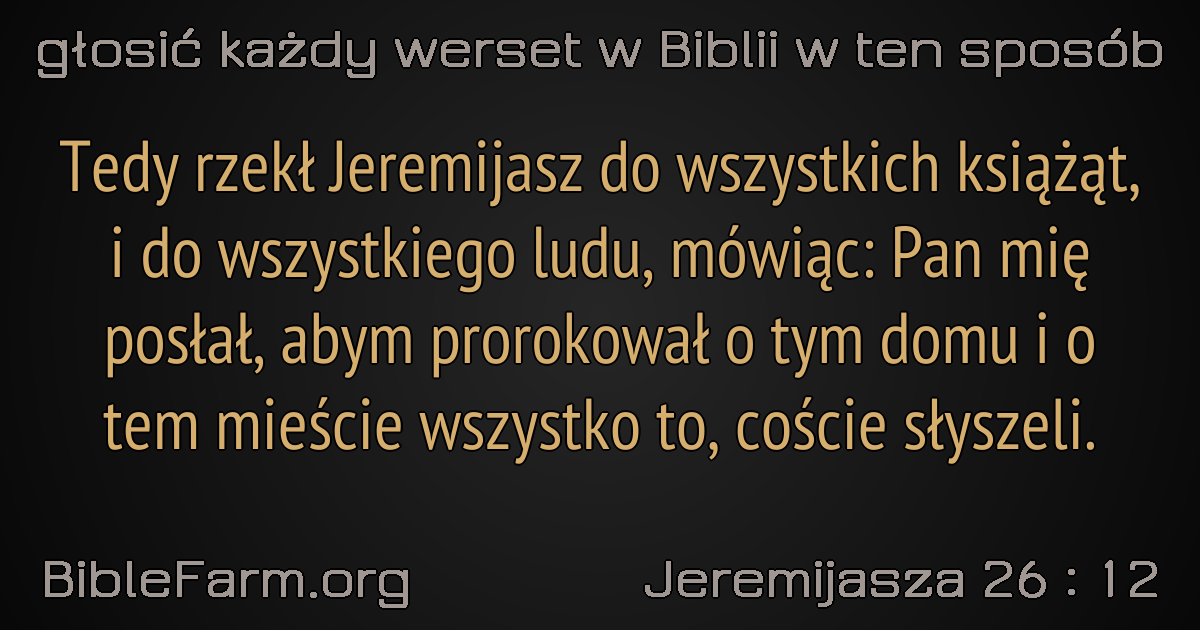 głosić każdy werset w Biblii w ten sposób
Tedy rzekł Jeremijasz do wszystkich książąt,
i do wszystkiego ludu, mówiąc: Pan mię
posłał, abym prorokował o tym domu i o
tem mieście wszystko to, coście słyszeli.
BibleFarm.org
Jeremijasza 26 : 12